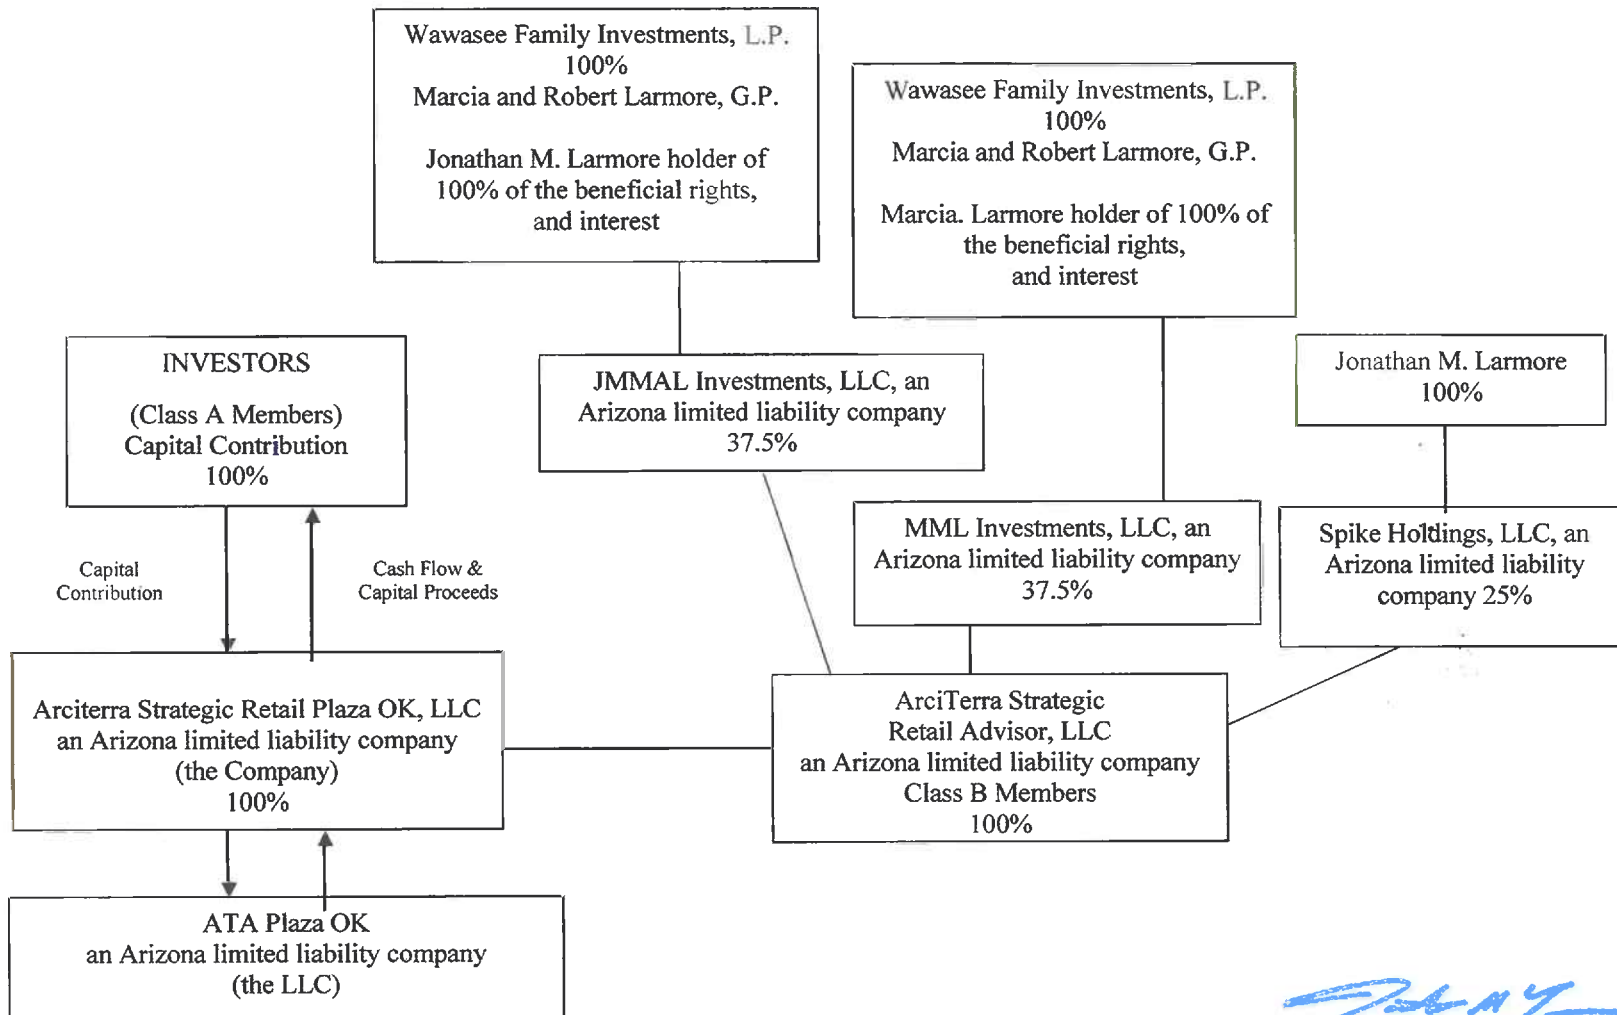 Wawasee Family Investments, L.P.
100%
Marcia and Robert Larmore, G.P.
Jonathan M. Larmore holder of
100% of the beneficial rights,
and interest
Wawasee Family Investments, L.P.
100%
Marcia and Robert Larmore, G.P.
Marcia. Larmore holder of 100% of
the beneficial rights,
and interest
INVESTORS
(Class A Members)
Capital Contribution
100%
JMMAL Investments, LLC, an
Arizona limited liability company
37.5%
Jonathan M. Larmore
100%
MML Investments, LLC, an
Arizona limited liability company
37.5%
Spike Holdings, LLC, an
Arizona limited liability
company 25%
Capital
Contribution
Cash Flow &
Capital Proceeds
Arciterra Strategic Retail Plaza OK, LLC
an Arizona limited liability company
(the Company)
100%
ArciTerra Strategic
Retail Advisor, LLC
an Arizona limited liability company
Class B Members
100%
ATA Plaza OK
an Arizona limited liability company
(the LLC)